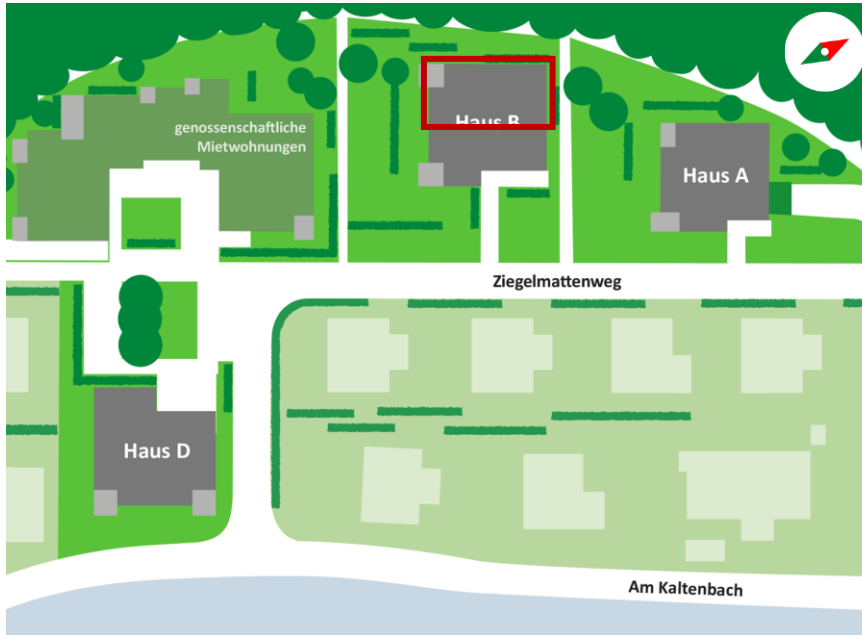 genossenschaftliche
Mietwohnungen
Haus B
Haus A
Ziegelmattenweg
Haus D
Am Kaltenbach